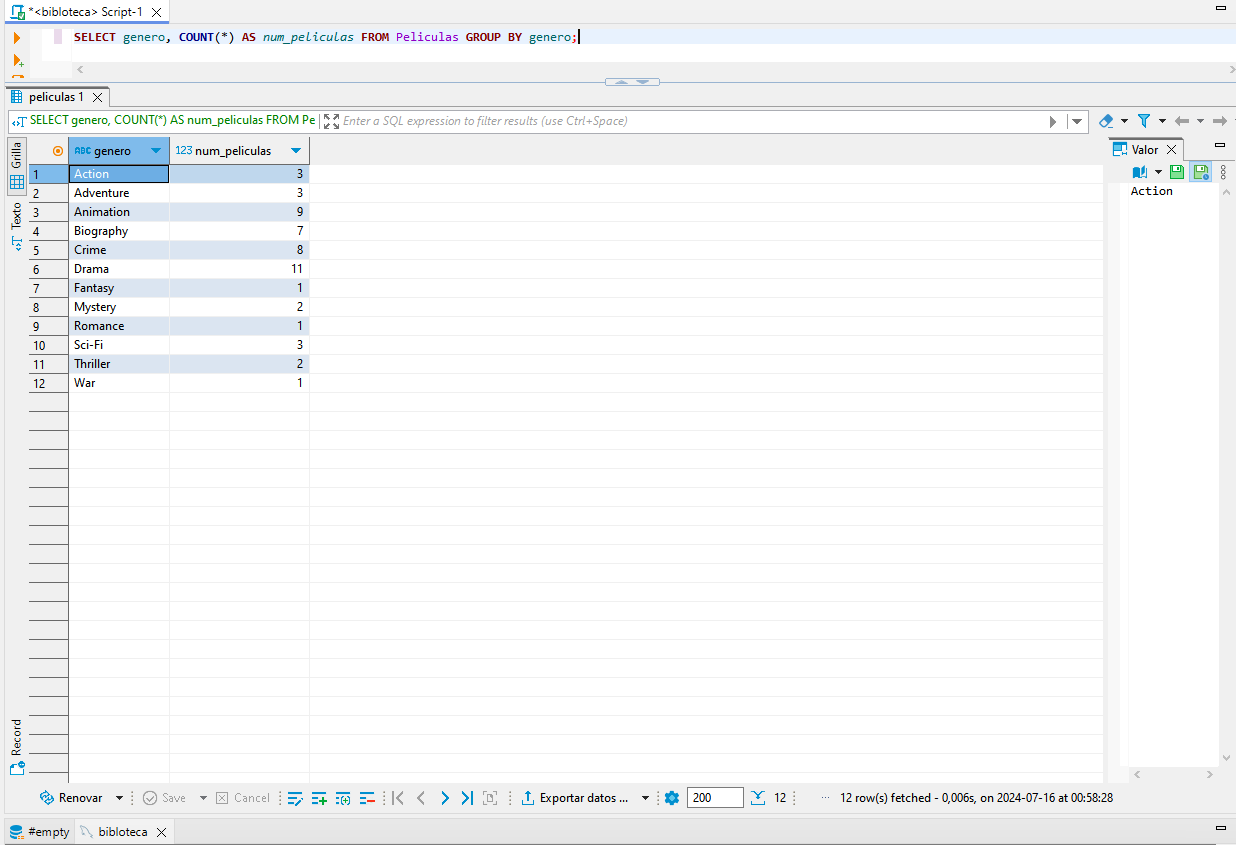 *<bibloteca> Script-1
SELECT genero, COUNT(*) AS num_peliculas FROM Peliculas GROUP BY genero;
peliculas 1
SELECT genero, COUNT(*) AS num_peliculas FROM Pe
Enter a SQL expression to filter results (use Ctrl+Space)
Grilla
Texto
Record
ABC genero 123 num_peliculas
1 Action 3
2 Adventure 3
3 Animation 9
4 Biography 7
5 Crime 8
6 Drama 11
7 Fantasy 1
8 Mystery 2
9 Romance 1
10 Sci-Fi 3
11 Thriller 2
12 War 1
Valor
Action
Renovar Save Cancel Exportar datos ... 200 12 ... 12 row(s) fetched - 0,006s, on 2024-07-16 at 00:58:28
#empty bibloteca